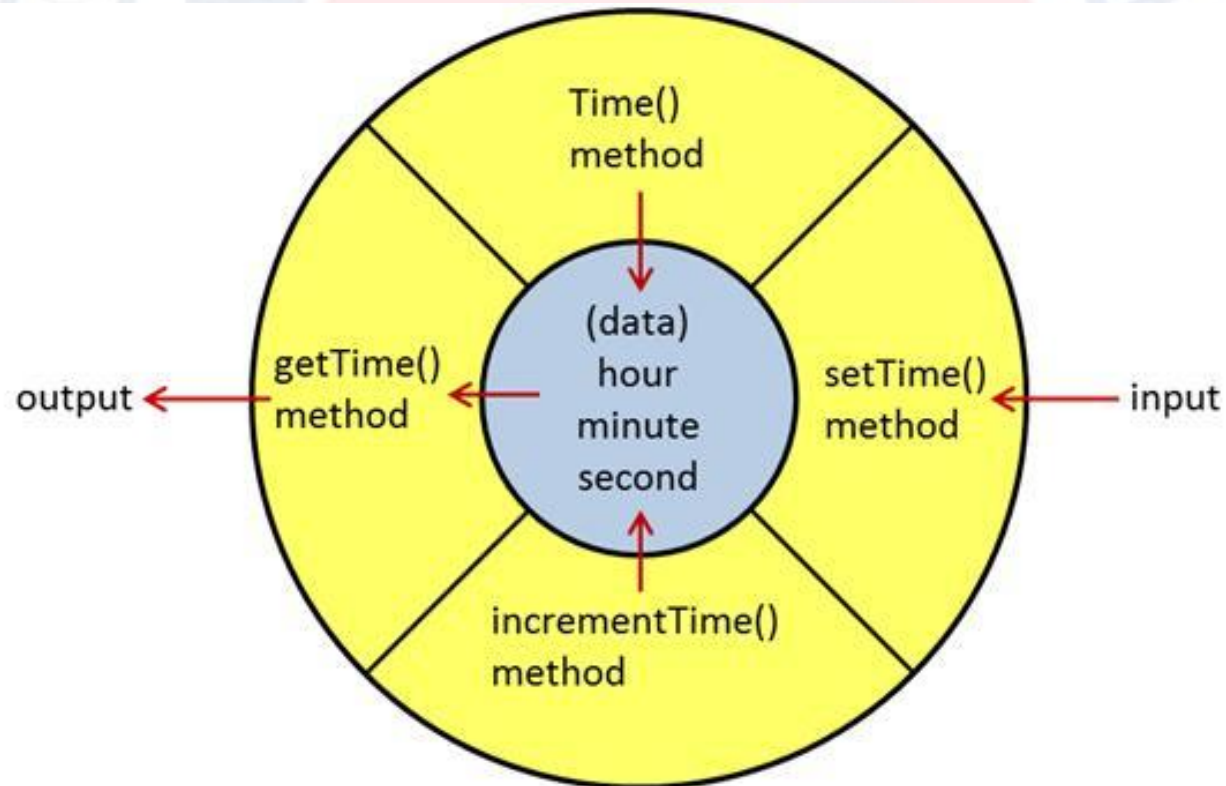 Time()
method
(data)
hour
minute
second
getTime()
method
output
setTime()
method
input
incrementTime()
method